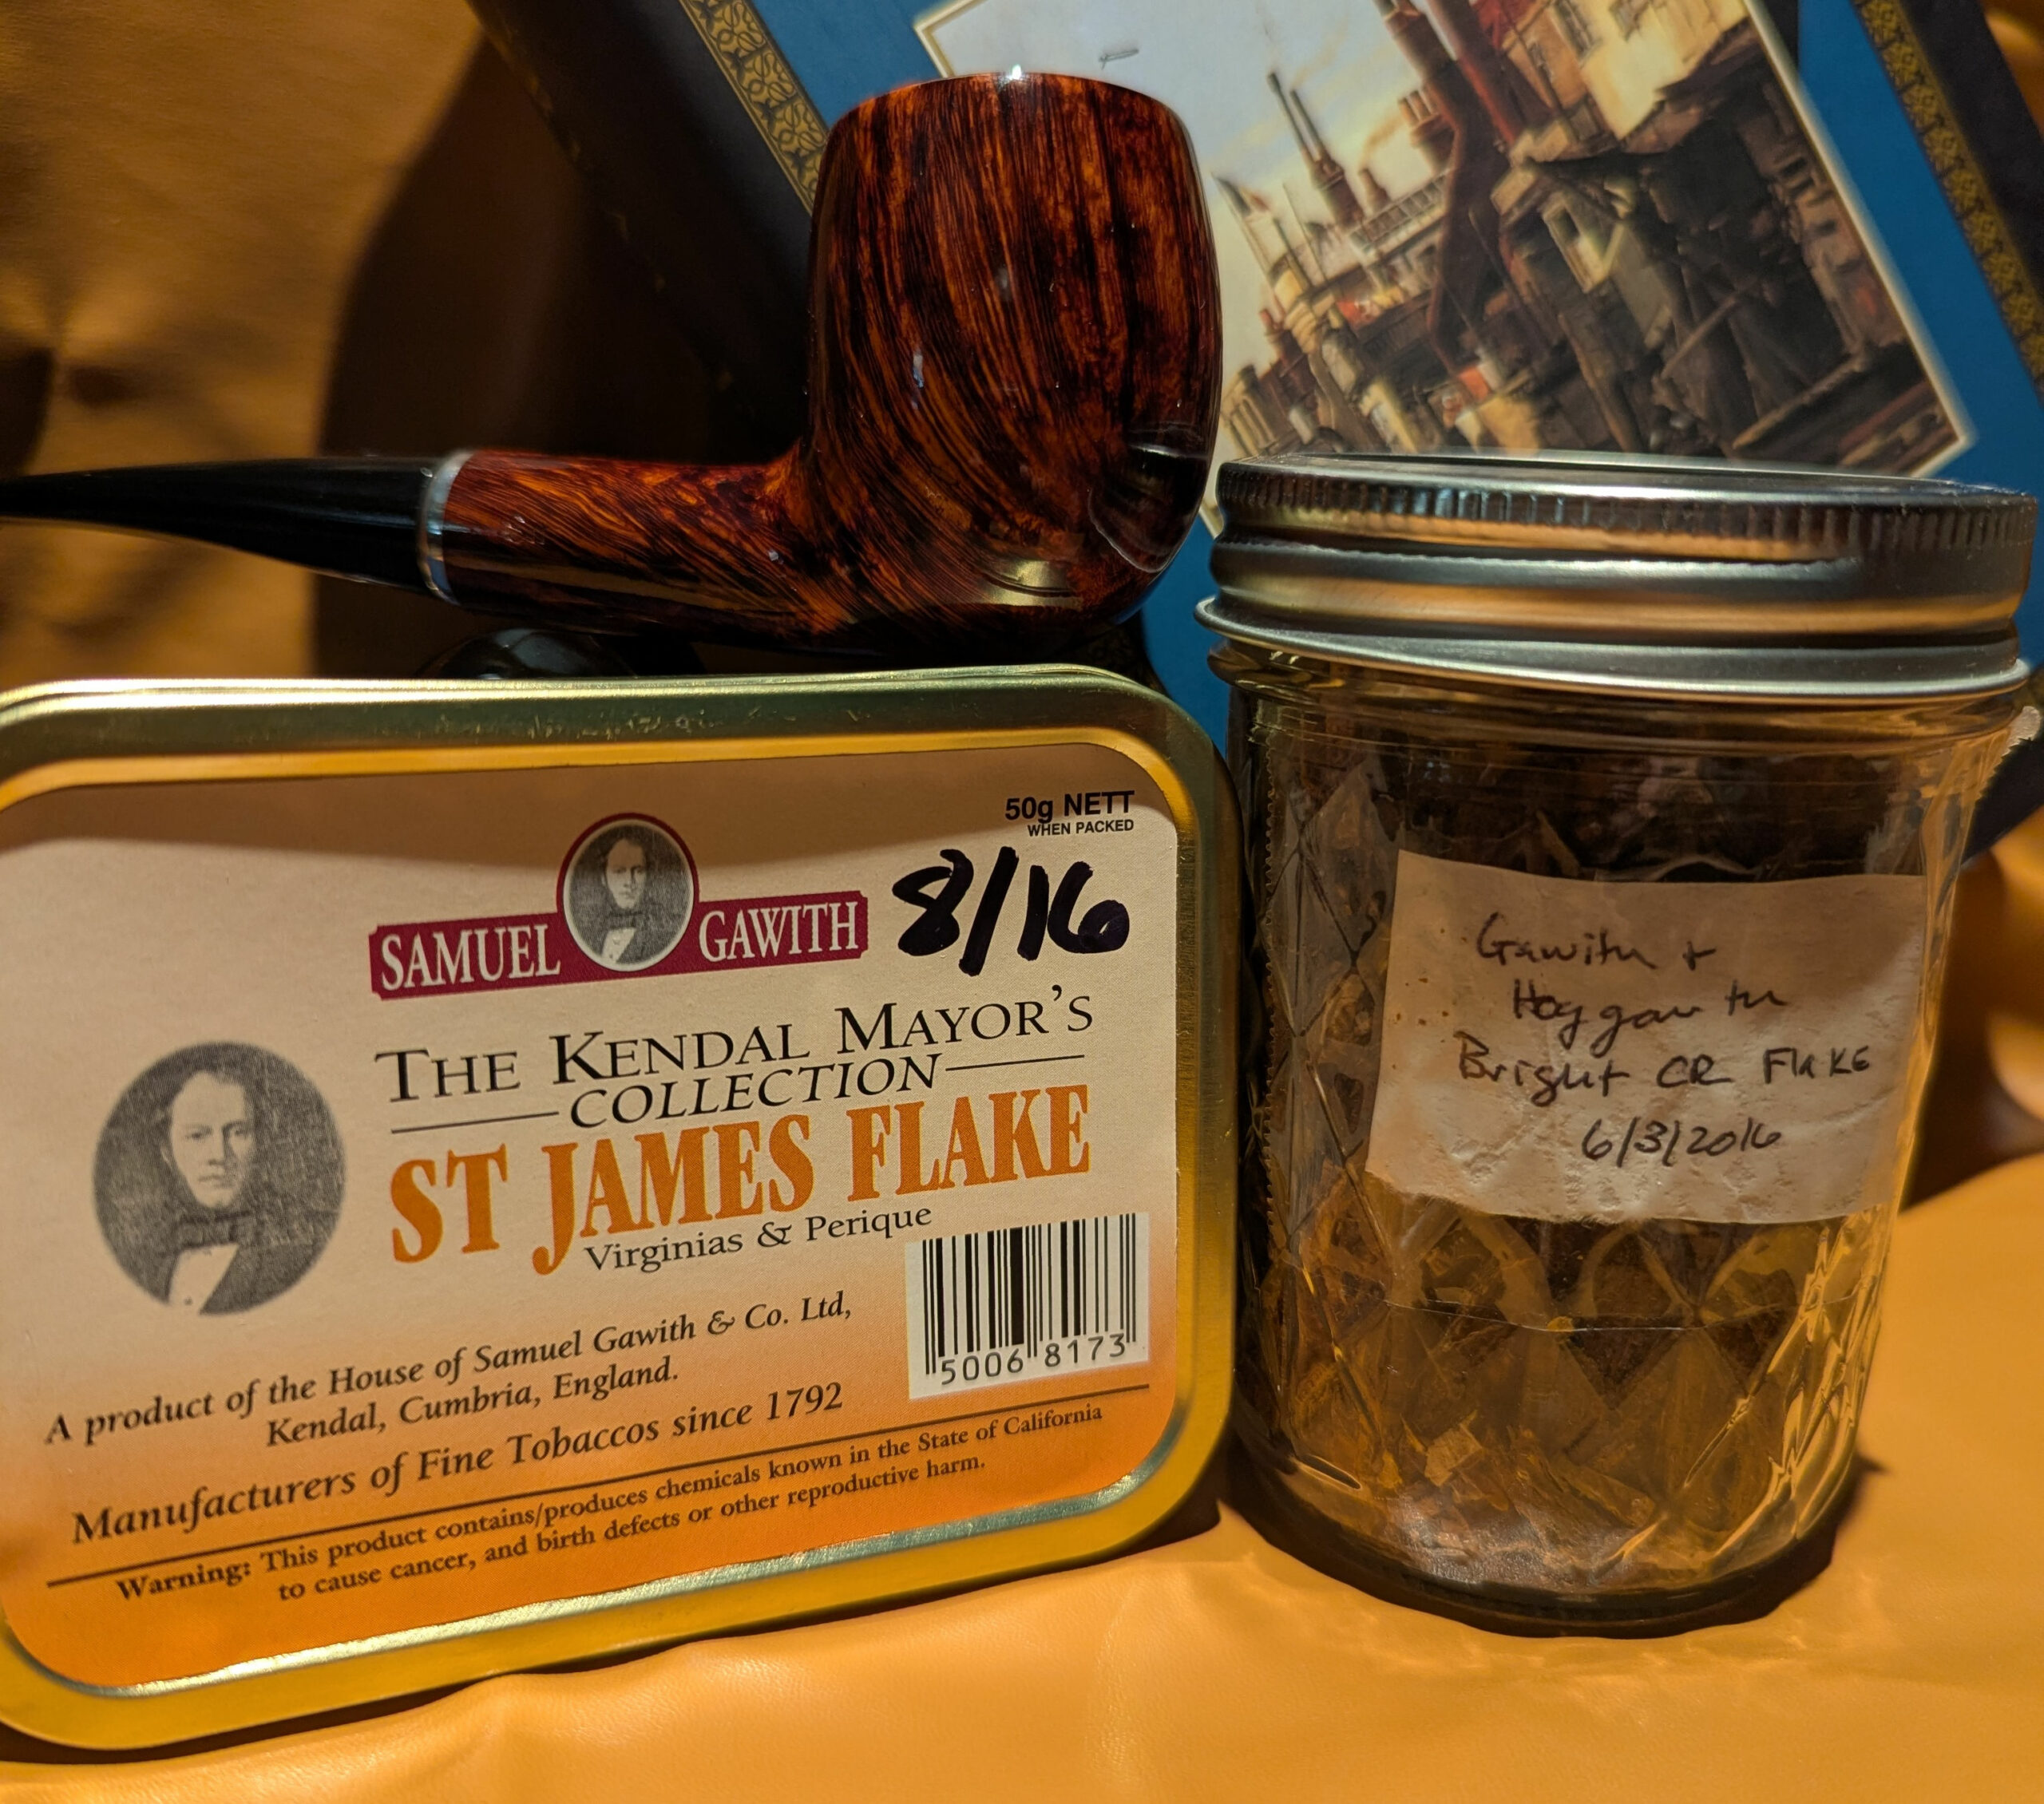 50g NETT
WHEN PACKED
8/16
SAMUEL GAWITH
THE KENDAL MAYOR'S
COLLECTION
ST JAMES FLAKE
Virginias & Perique
5006 8173
A product of the House of Samuel Gawith & Co. Ltd,
Kendal, Cumbria, England.
Manufacturers of Fine Tobaccos since 1792
Warning: This product contains/produces chemicals known in the State of California
to cause cancer, and birth defects or other reproductive harm.
Gawith +
Hoggarth
Bright CR FLAKE
6/3/2016